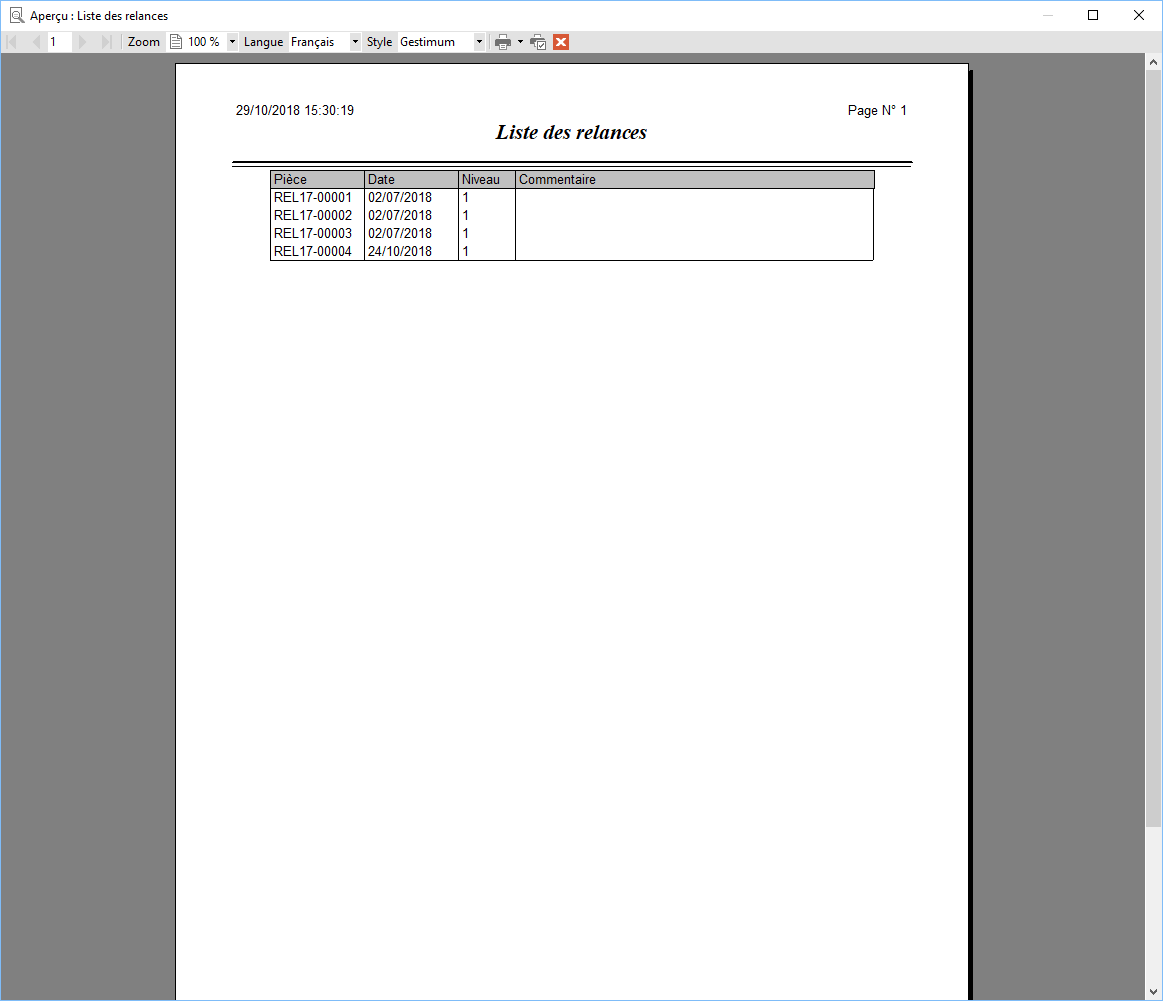 Aperçu : Liste des relances
1 Zoom 100 % Langue Français Style Gestimum
29/10/2018 15:30:19 Page N° 1
Liste des relances
Pièce Date Niveau Commentaire
REL17-00001 02/07/2018 1
REL17-00002 02/07/2018 1
REL17-00003 02/07/2018 1
REL17-00004 24/10/2018 1